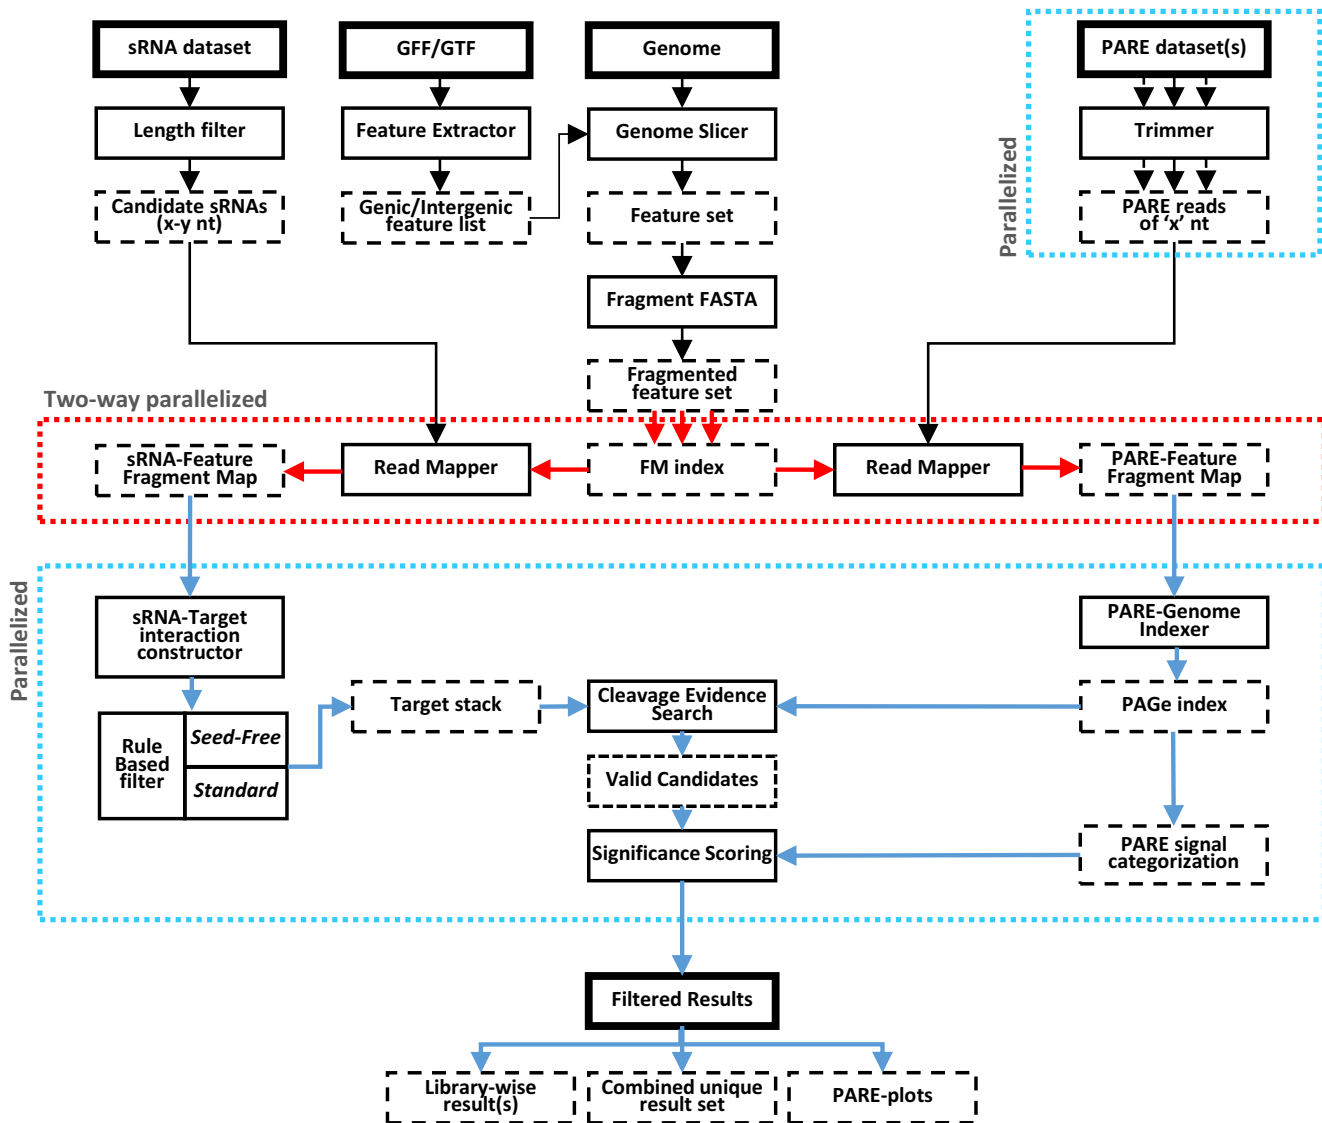 sRNA dataset
GFF/GTF
Genome
PARE dataset(s)
Length filter
Feature Extractor
Genome Slicer
Trimmer
Parallelized
Candidate sRNAs
(x-y nt)
Genic/Intergenic
feature list
Feature set
PARE reads
of ‘x’ nt
Fragment FASTA
Fragmented
feature set
Two-way parallelized
sRNA-Feature
Fragment Map
Read Mapper
FM index
Read Mapper
PARE-Feature
Fragment Map
Parallelized
sRNA-Target
interaction
constructor
PARE-Genome
Indexer
Rule
Based
filter
Seed-Free
Standard
Target stack
Cleavage Evidence
Search
PAGe index
Valid Candidates
Significance Scoring
PARE signal
categorization
Filtered Results
Library-wise
result(s)
Combined unique
result set
PARE-plots